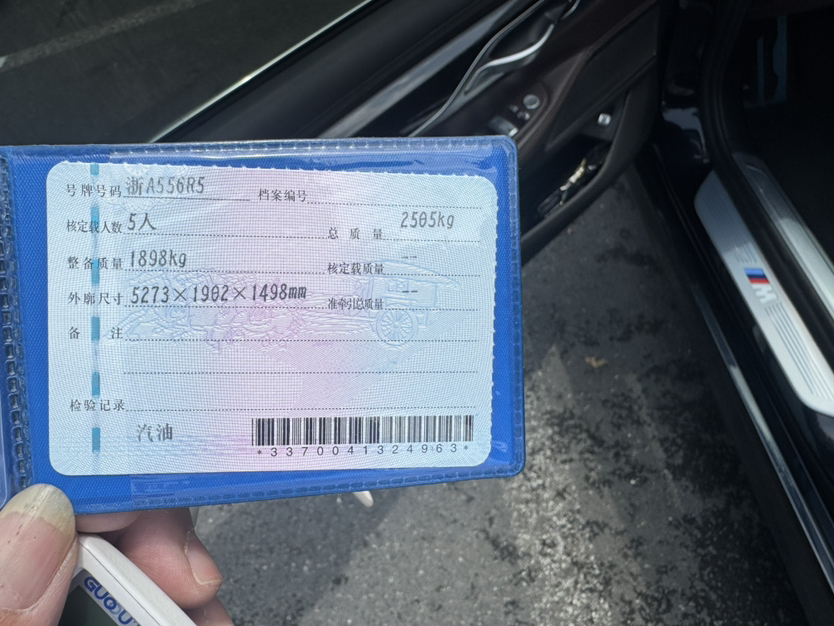 号牌号码 浙A556R5 档案编号
核定载人数 5人 总质量 2505kg
整备质量 1898kg 核定载质量 --
外廓尺寸 5273×1902×1498mm 准牵引总质量 --
备注
检验记录
汽油
*3370041324963*
M